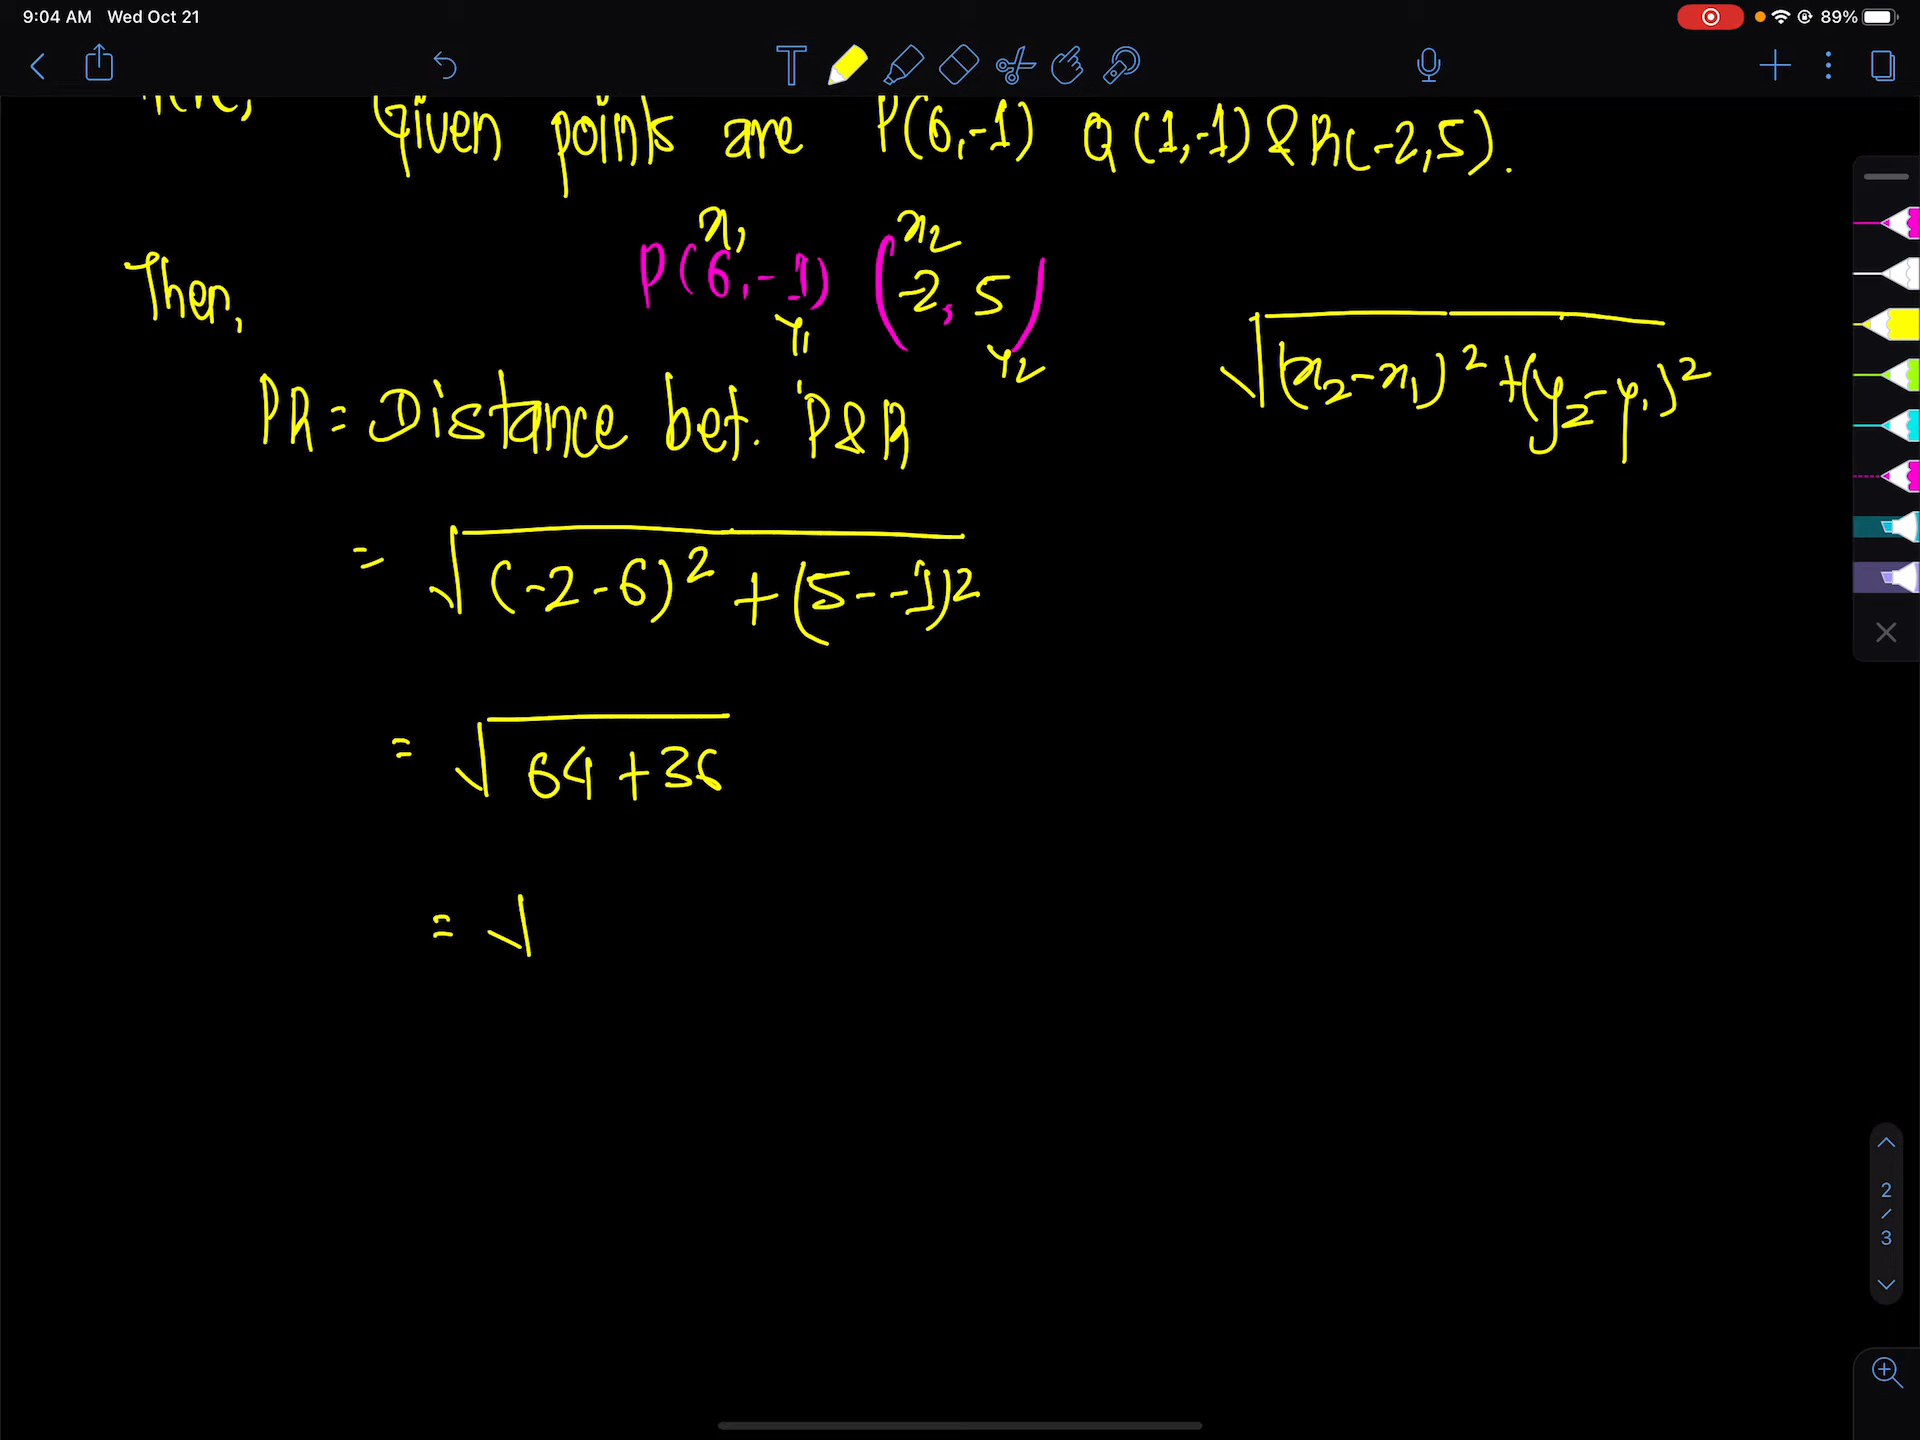 9:04 AM Wed Oct 21
89%
given points are P(6,-1) Q(1,-1) & R(-2,5).
x₁ x₂
Then, P(6,-1) (-2,5)
y₁ y₂
√(x₂-x₁)²+(y₂-y₁)²
PR = Distance bet. P&R
= √(-2-6)² + (5--1)²
= √64+36
= √
2
/
3